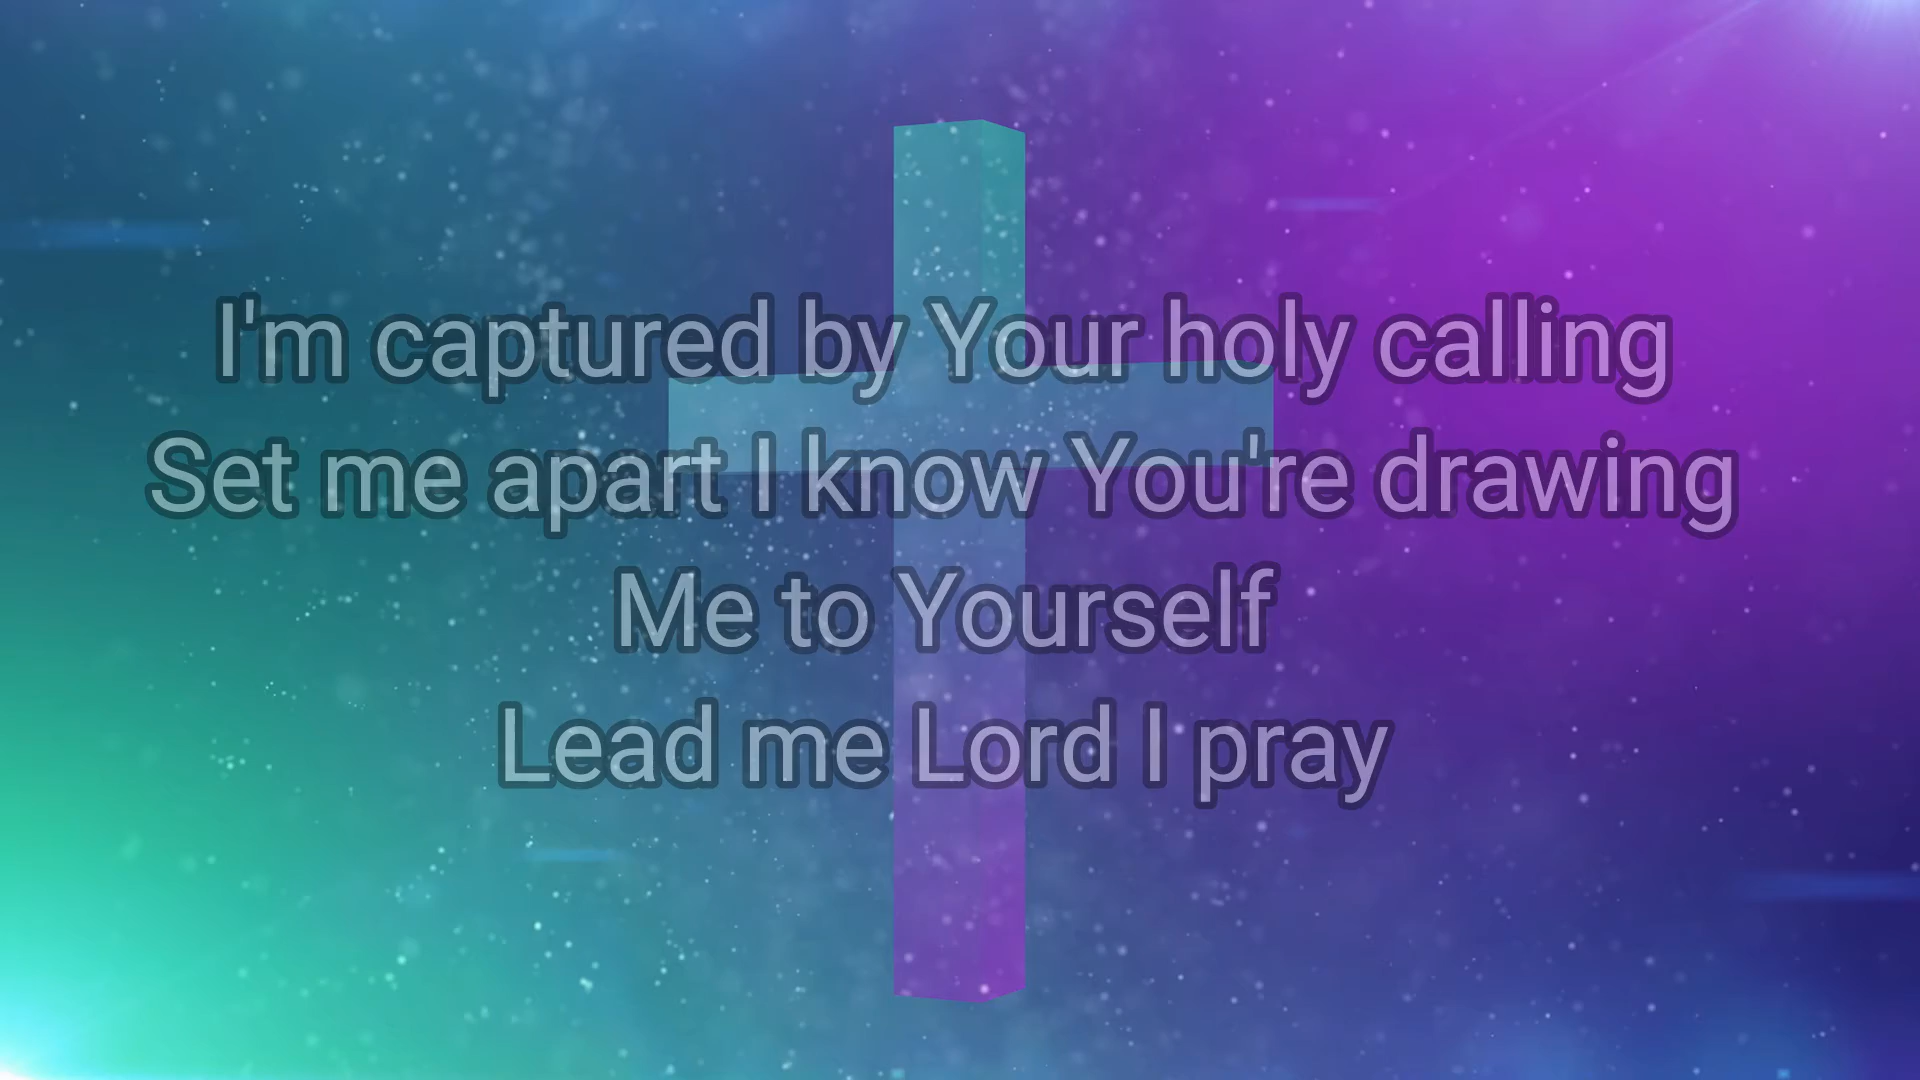 I'm captured by Your holy calling
Set me apart I know You're drawing
Me to Yourself
Lead me Lord I pray